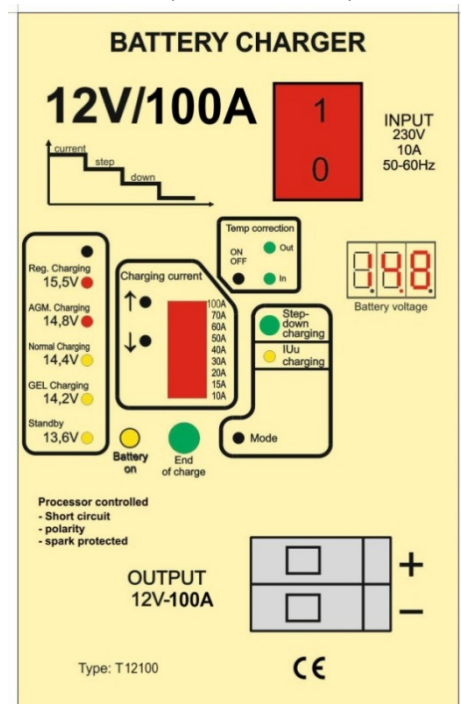 BATTERY CHARGER
12V/100A
1
0
INPUT
230V
10A
50-60Hz
current
step
down
Temp correction
ON
OFF
Out
In
Reg. Charging
15,5V
AGM. Charging
14,8V
Normal Charging
14,4V
GEL Charging
14,2V
Standby
13,6V
Charging current
↑
↓
100A
70A
60A
50A
40A
30A
20A
15A
10A
Step-
down
charging
IUu
charging
Mode
14.8.
Battery voltage
Battery
on
End
of charge
Processor controlled
- Short circuit
- polarity
- spark protected
OUTPUT
12V-100A
+
−
Type: T12100
CE